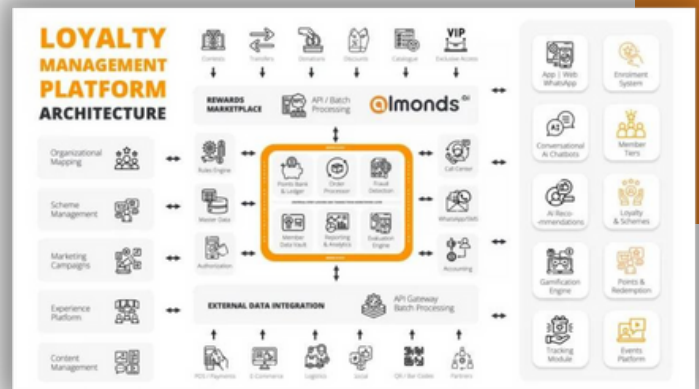 LOYALTY
MANAGEMENT
PLATFORM
ARCHITECTURE
Contests
Transfers
Donations
Discounts
Catalogue
VIP
Exclusive Access
REWARDS
MARKETPLACE
API / Batch
Processing
almonds ai
Organizational
Mapping
Scheme
Management
Marketing
Campaigns
Experience
Platform
Content
Management
Rules Engine
Master Data
Authorization
Points Bank
& Ledger
Order
Processor
Fraud
Detection
Member
Data Vault
Reporting
& Analytics
Evaluation
Engine
Call Center
WhatsApp/SMS
Accounting
EXTERNAL DATA INTEGRATION
API Gateway
Batch Processing
POS / Payments
E-Commerce
Logistics
Social
QR / Bar Codes
Partners
App | Web
WhatsApp
Enrolment
System
AI
Conversational
AI Chatbots
Member
Tiers
AI Reco-
mmendations
Loyalty
& Schemes
Gamification
Engine
Points &
Redemption
Tracking
Module
Events
Platform